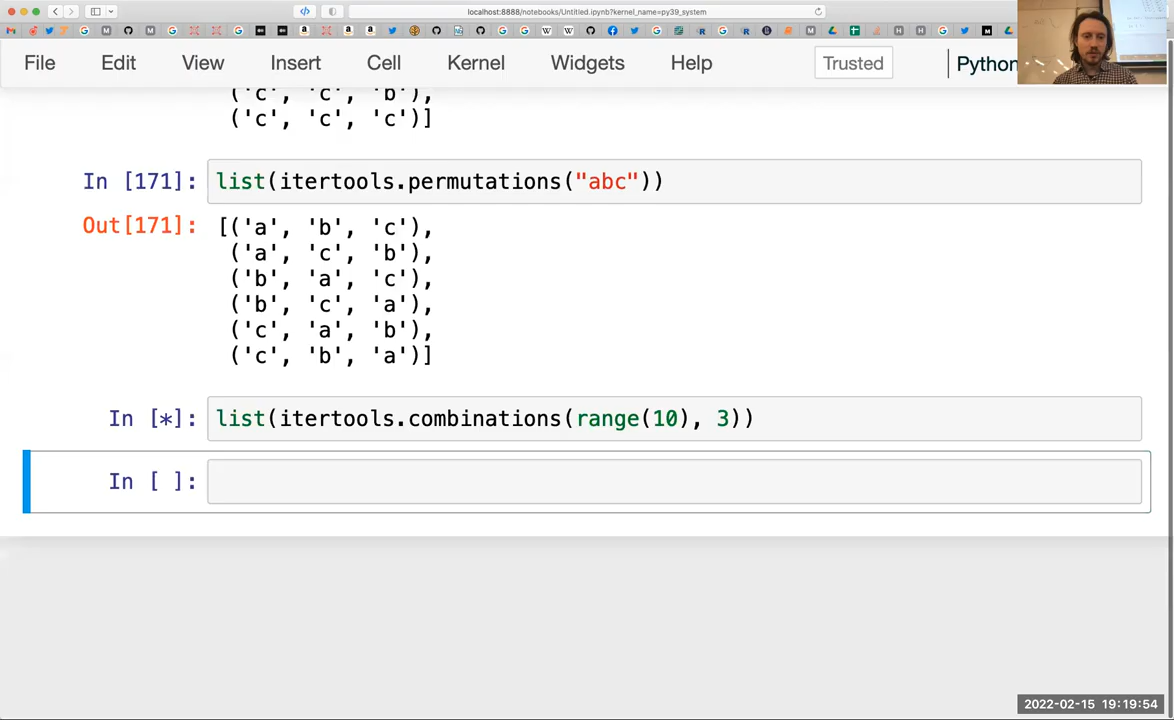 localhost:8888/notebooks/Untitled.ipynb?kernel_name=py39_system
File Edit View Insert Cell Kernel Widgets Help Trusted Python
('c', 'c', 'b'),
('c', 'c', 'c')]
In [171]: list(itertools.permutations("abc"))
Out[171]: [('a', 'b', 'c'),
('a', 'c', 'b'),
('b', 'a', 'c'),
('b', 'c', 'a'),
('c', 'a', 'b'),
('c', 'b', 'a')]
In [*]: list(itertools.combinations(range(10), 3))
In [ ]:
2022-02-15 19:19:54